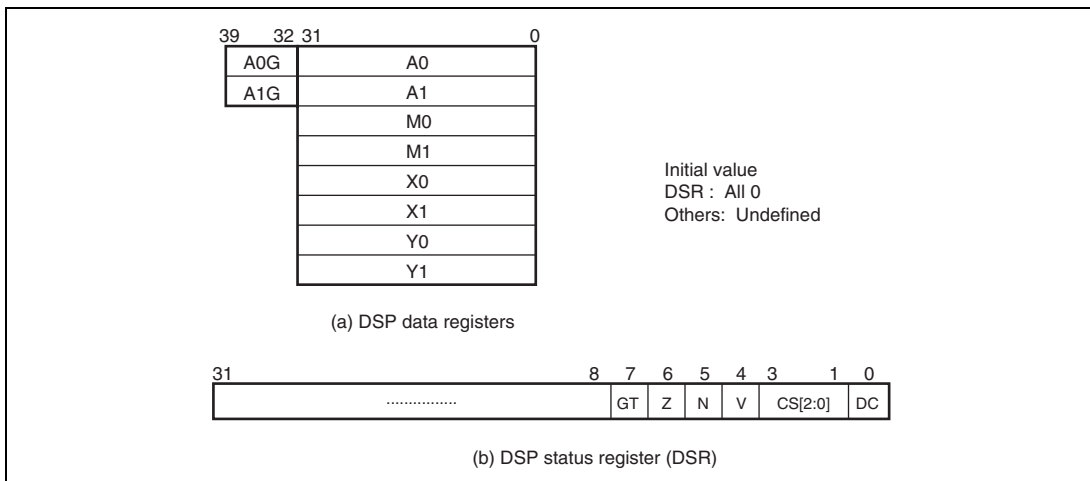 39 32 31 0
A0G A0
A1G A1
M0
M1
X0
X1
Y0
Y1
Initial value
DSR : All 0
Others: Undefined
(a) DSP data registers
31 8 7 6 5 4 3 1 0
................ GT Z N V CS[2:0] DC
(b) DSP status register (DSR)